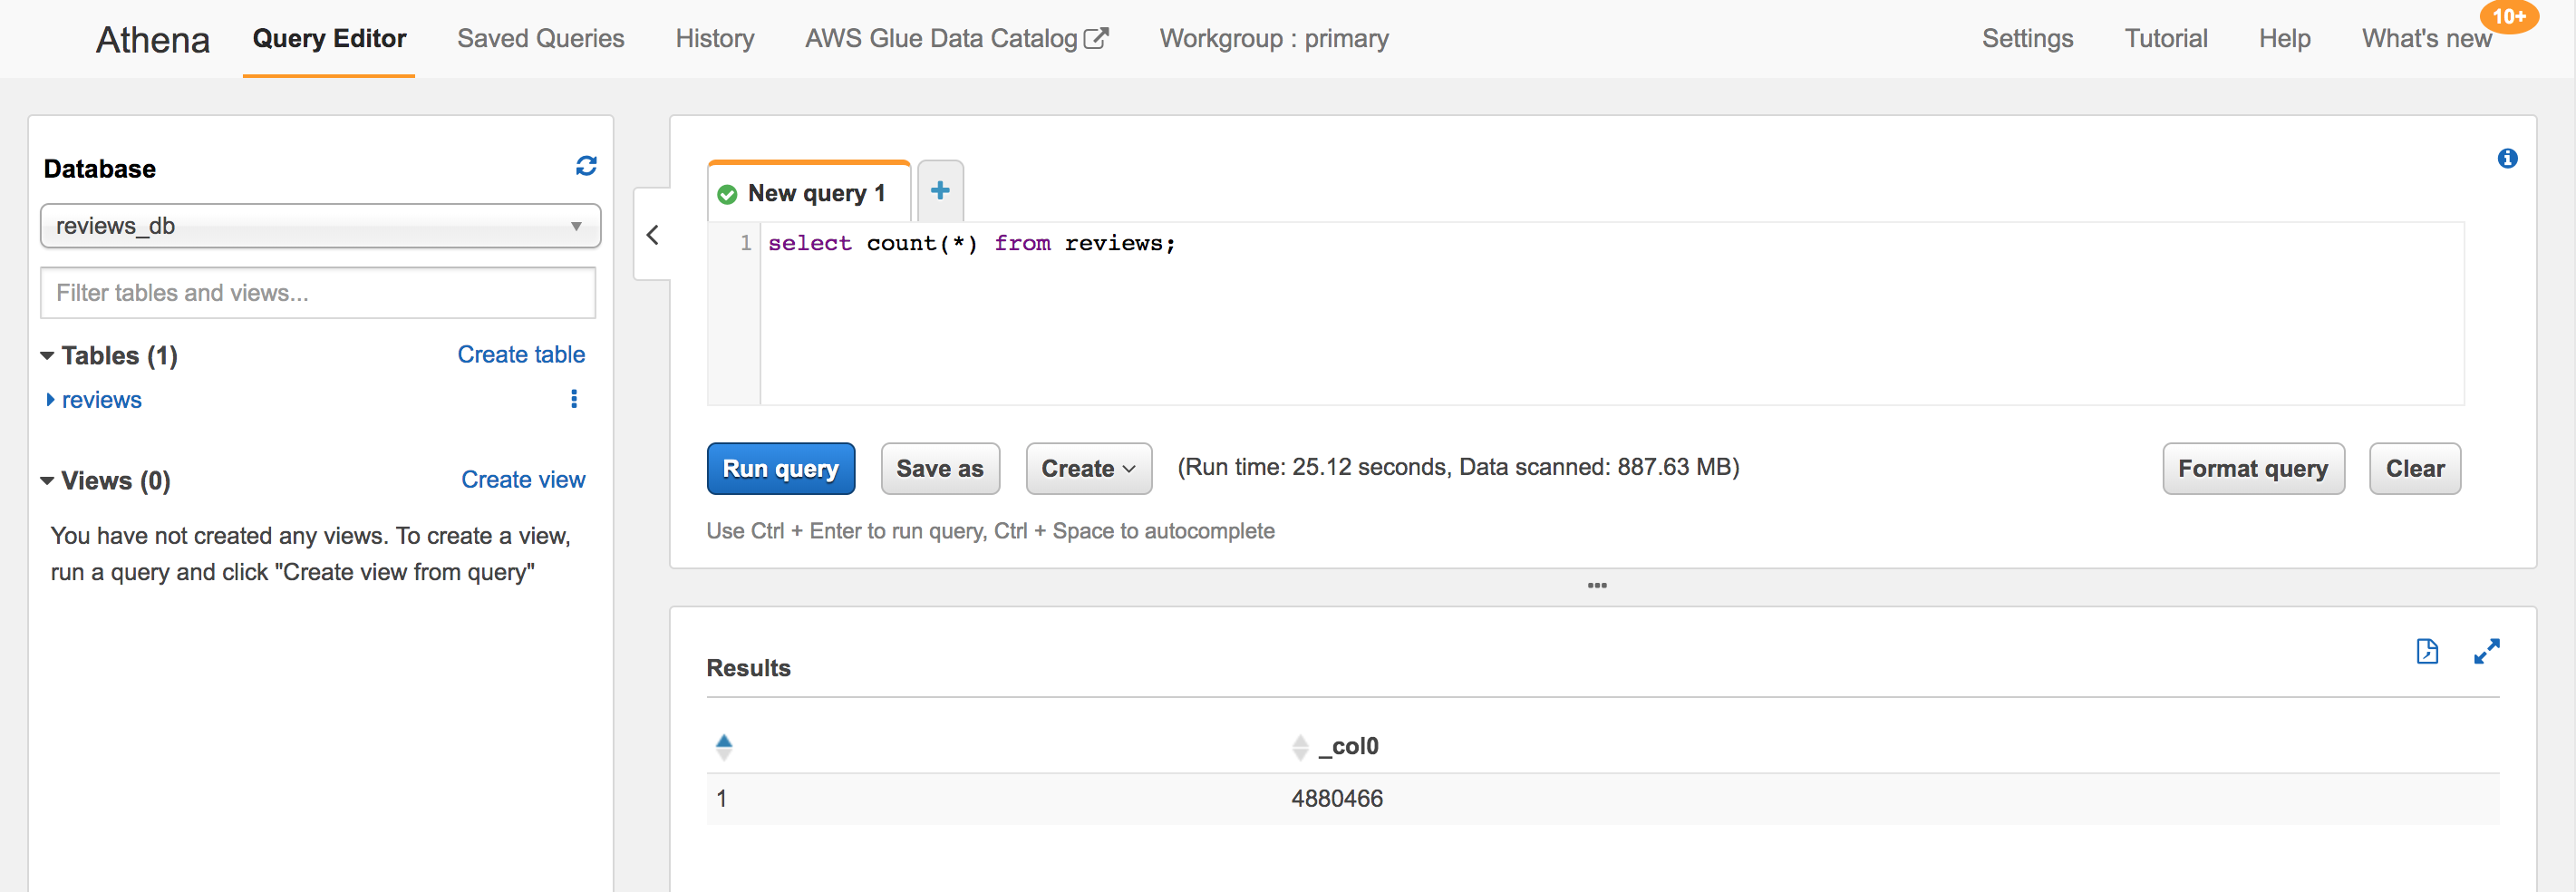 Athena Query Editor Saved Queries History AWS Glue Data Catalog Workgroup : primary Settings Tutorial Help What's new 10+
Database
reviews_db
Filter tables and views...
Tables (1) Create table
reviews
Views (0) Create view
You have not created any views. To create a view,
run a query and click "Create view from query"
New query 1
1 select count(*) from reviews;
Run query Save as Create (Run time: 25.12 seconds, Data scanned: 887.63 MB) Format query Clear
Use Ctrl + Enter to run query, Ctrl + Space to autocomplete
Results
_col0
1 4880466